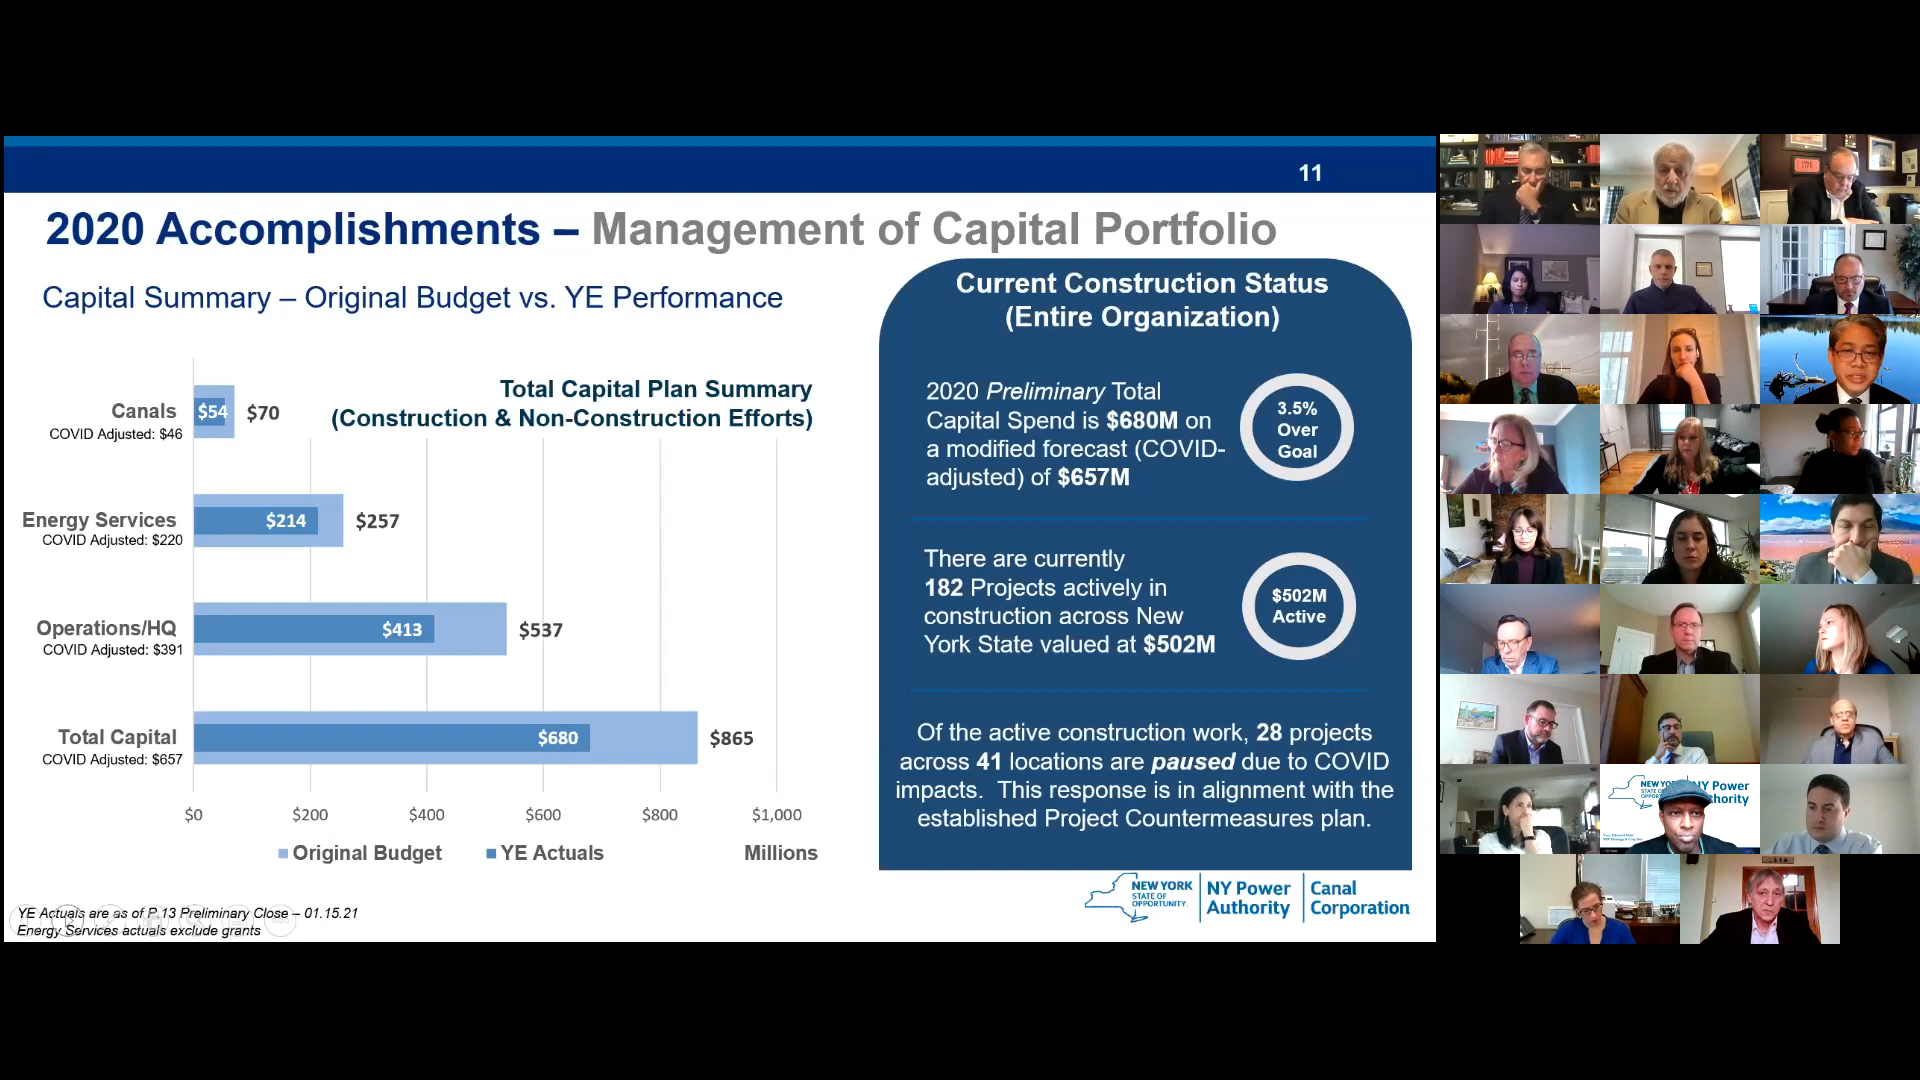 11
2020 Accomplishments – Management of Capital Portfolio
Capital Summary – Original Budget vs. YE Performance
Total Capital Plan Summary
(Construction & Non-Construction Efforts)
Canals
COVID Adjusted: $46
$54
$70
Energy Services
COVID Adjusted: $220
$214
$257
Operations/HQ
COVID Adjusted: $391
$413
$537
Total Capital
COVID Adjusted: $657
$680
$865
$0
$200
$400
$600
$800
$1,000
Original Budget
YE Actuals
Millions
YE Actuals are as of P.13 Preliminary Close – 01.15.21
Energy Services actuals exclude grants
Current Construction Status
(Entire Organization)
2020 Preliminary Total
Capital Spend is $680M on
a modified forecast (COVID-
adjusted) of $657M
3.5%
Over
Goal
There are currently
182 Projects actively in
construction across New
York State valued at $502M
$502M
Active
Of the active construction work, 28 projects
across 41 locations are paused due to COVID
impacts. This response is in alignment with the
established Project Countermeasures plan.
NEW YORK
STATE OF
OPPORTUNITY.
NY Power
Authority
Canal
Corporation
NY Power